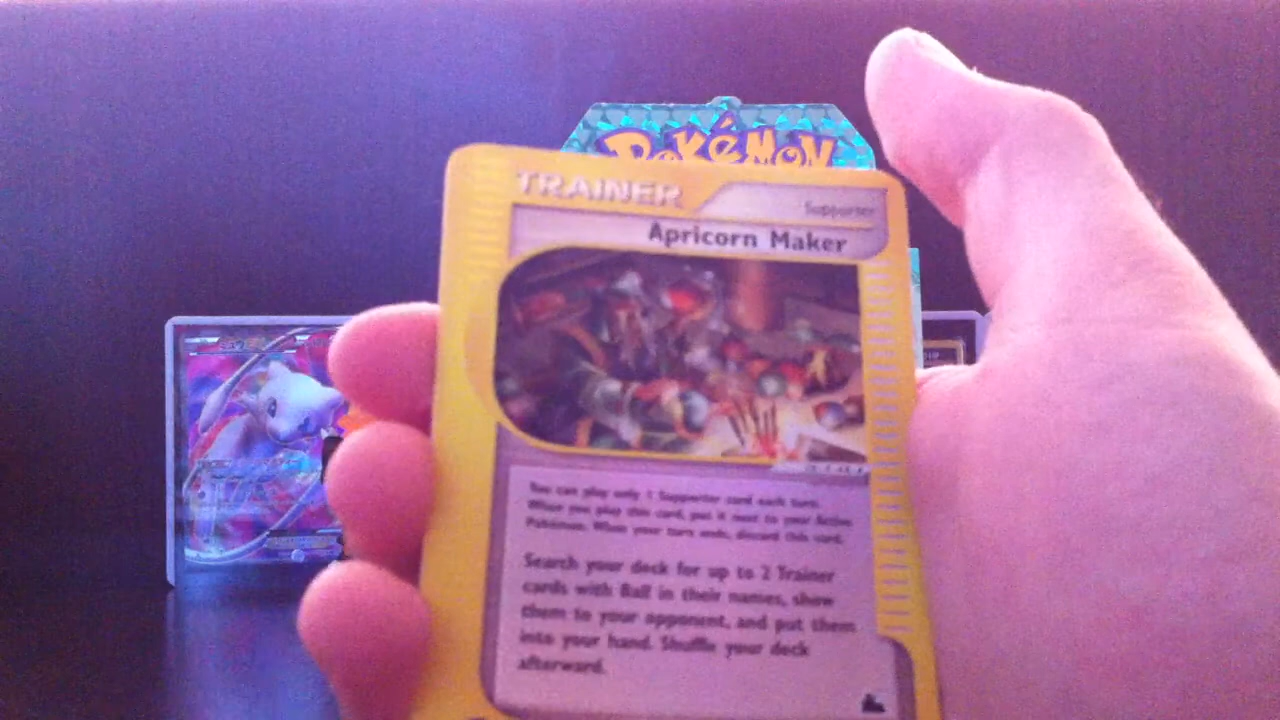 POKéMON
TRAINER
Supporter
Apricorn Maker
You can play only 1 Supporter card each turn.
When you play this card, put it next to your Active
Pokémon. When your turn ends, discard this card.
Search your deck for up to 2 Trainer
cards with Ball in their names, show
them to your opponent, and put them
into your hand. Shuffle your deck
afterward.